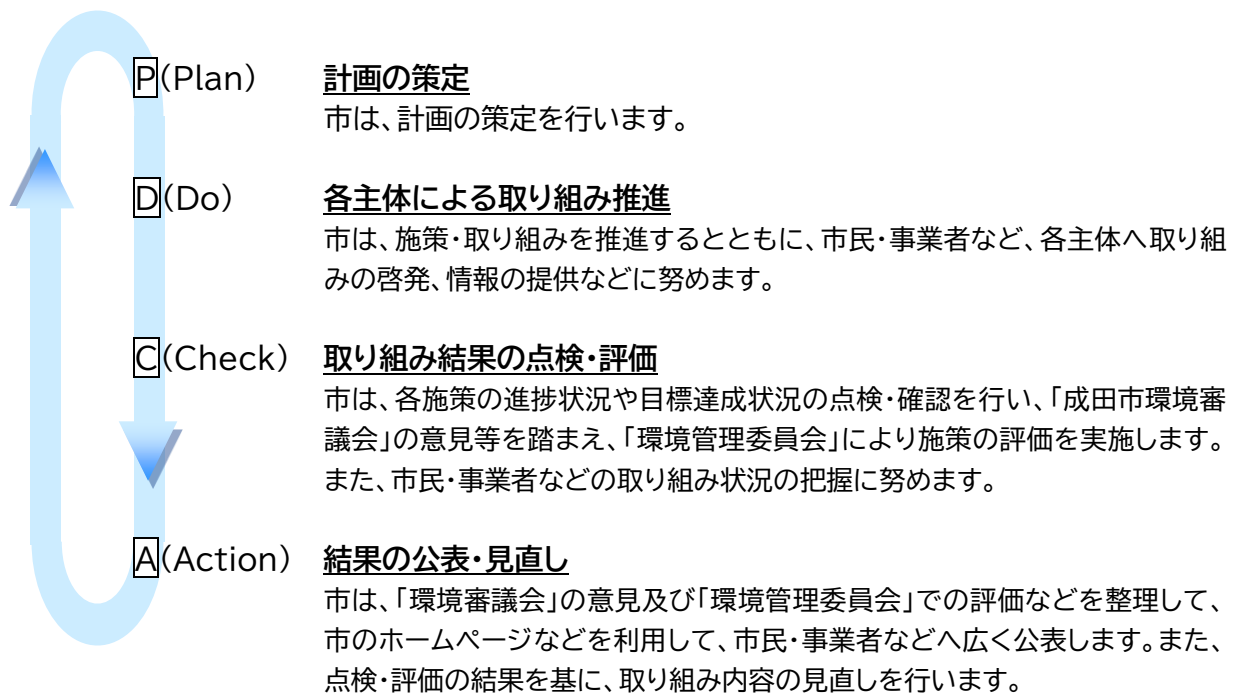 P(Plan) 計画の策定
市は、計画の策定を行います。
D(Do) 各主体による取り組み推進
市は、施策・取り組みを推進するとともに、市民・事業者など、各主体へ取り組
みの啓発、情報の提供などに努めます。
C(Check) 取り組み結果の点検・評価
市は、各施策の進捗状況や目標達成状況の点検・確認を行い、「成田市環境審
議会」の意見等を踏まえ、「環境管理委員会」により施策の評価を実施します。
また、市民・事業者などの取り組み状況の把握に努めます。
A(Action) 結果の公表・見直し
市は、「環境審議会」の意見及び「環境管理委員会」での評価などを整理して、
市のホームページなどを利用して、市民・事業者などへ広く公表します。また、
点検・評価の結果を基に、取り組み内容の見直しを行います。